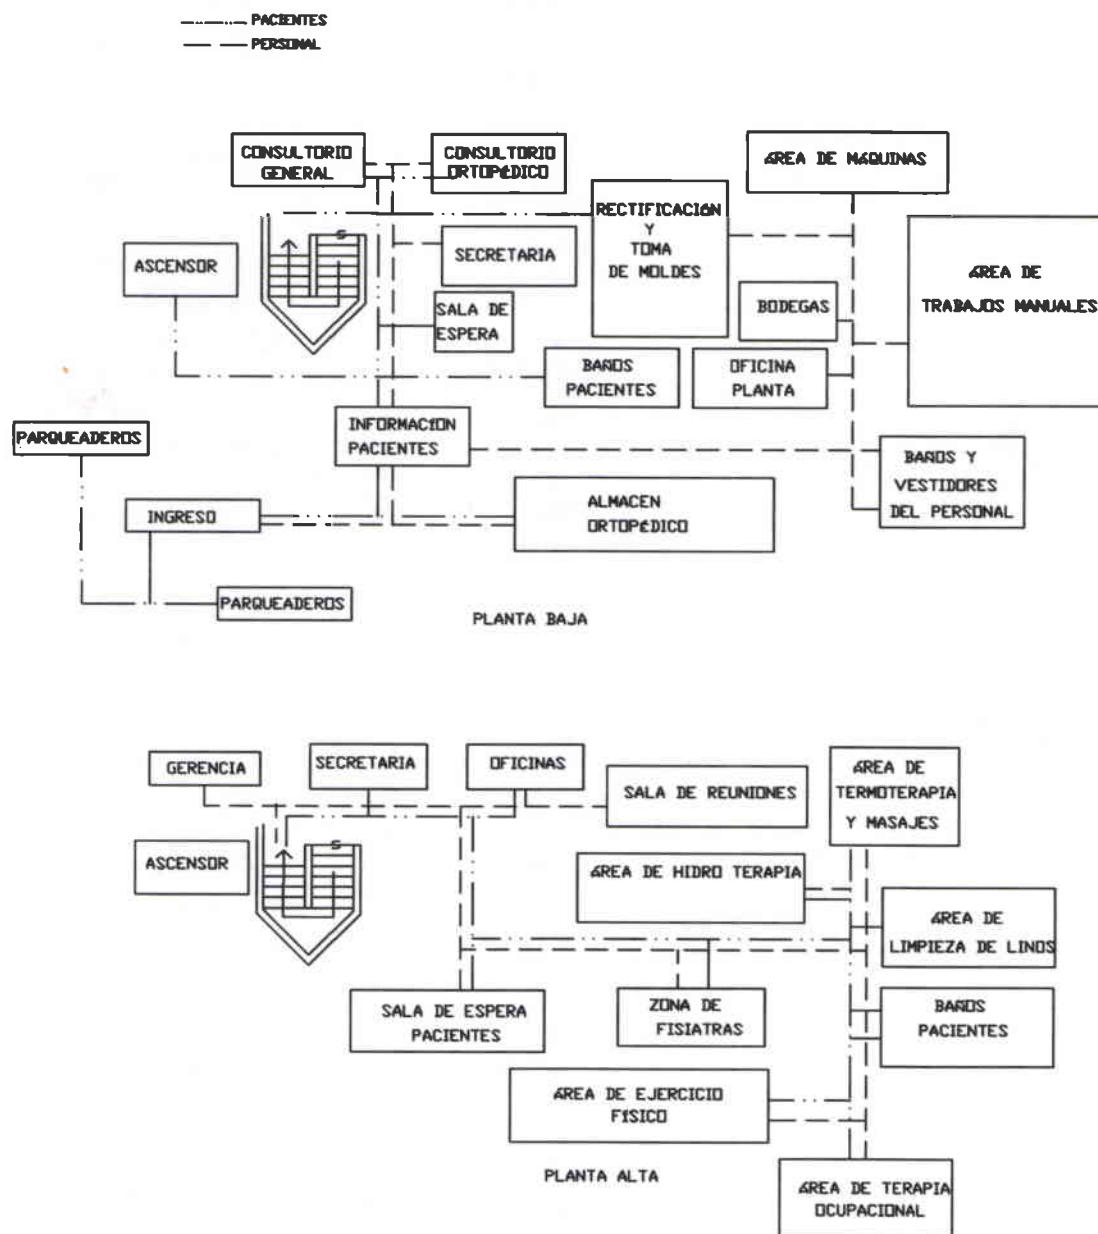 PACIENTES
PERSONAL
CONSULTORIO
GENERAL
CONSULTORIO
ORTOPÉDICO
ÁREA DE MÁQUINAS
RECTIFICACIÓN
Y
TOMA
DE MOLDES
S
SECRETARIA
ASCENSOR
ÁREA DE
TRABAJOS MANUALES
BODEGAS
SALA DE
ESPERA
BAÑOS
PACIENTES
OFICINA
PLANTA
INFORMACIÓN
PACIENTES
PARQUEADEROS
BAÑOS Y
VESTIDORES
DEL PERSONAL
INGRESO
ALMACEN
ORTOPÉDICO
PARQUEADEROS
PLANTA BAJA
GERENCIA
SECRETARIA
OFICINAS
SALA DE REUNIONES
ÁREA DE
TERMOTERAPIA
Y MASAJES
S
ASCENSOR
ÁREA DE HIDRO TERAPIA
ÁREA DE
LIMPIEZA DE LINOS
SALA DE ESPERA
PACIENTES
ZONA DE
FISIATRAS
BAÑOS
PACIENTES
ÁREA DE EJERCICIO
FÍSICO
PLANTA ALTA
ÁREA DE TERAPIA
OCUPACIONAL